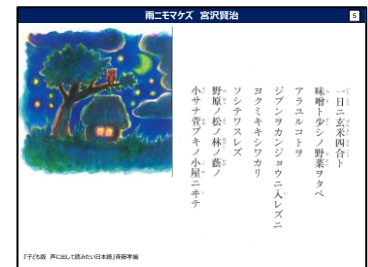 雨ニモマケズ 宮沢賢治
5
一日ニ玄米四合ト
味噌ト少シノ野菜ヲタベ
アラユルコトヲ
ジブンヲカンジョウニ入レズニ
ヨクミキキシワカリ
ソシテワスレズ
野原ノ松ノ林ノ蔭ノ
小サナ萱ブキノ小屋ニヰテ
『子ども版 声に出して読みたい日本語』斉藤孝編